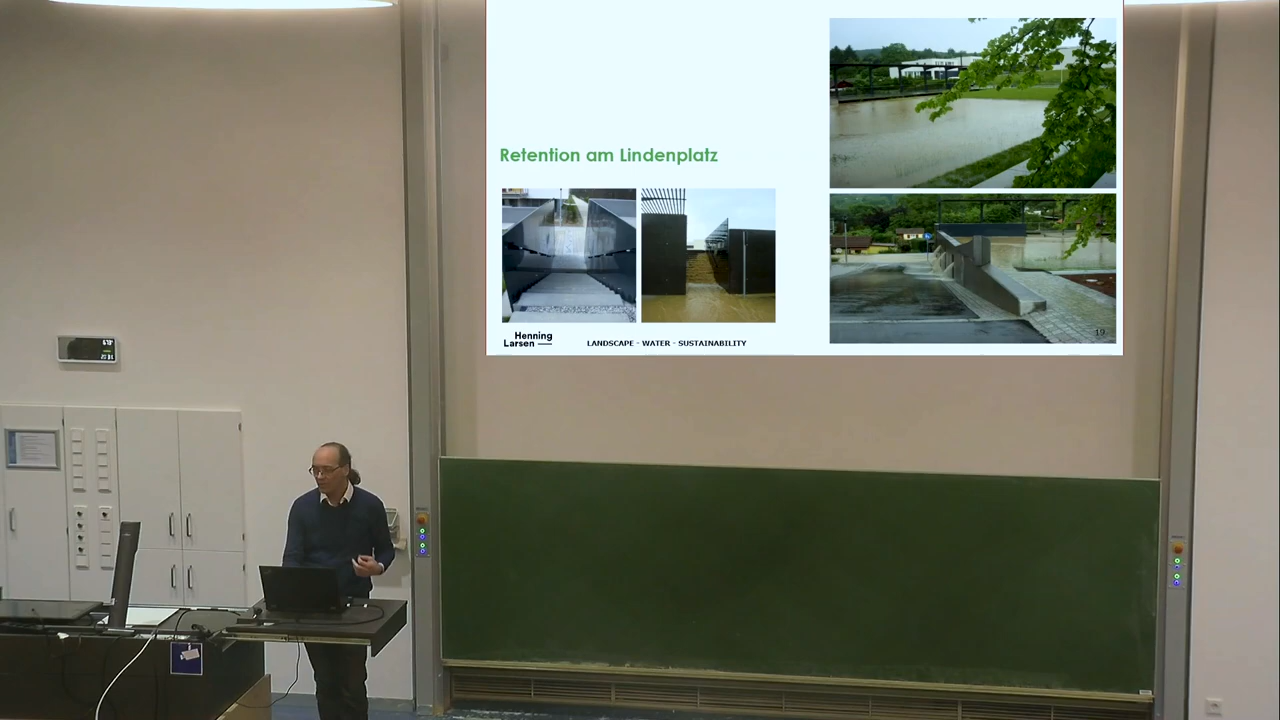 Retention am Lindenplatz
Henning
Larsen
LANDSCAPE - WATER - SUSTAINABILITY
19